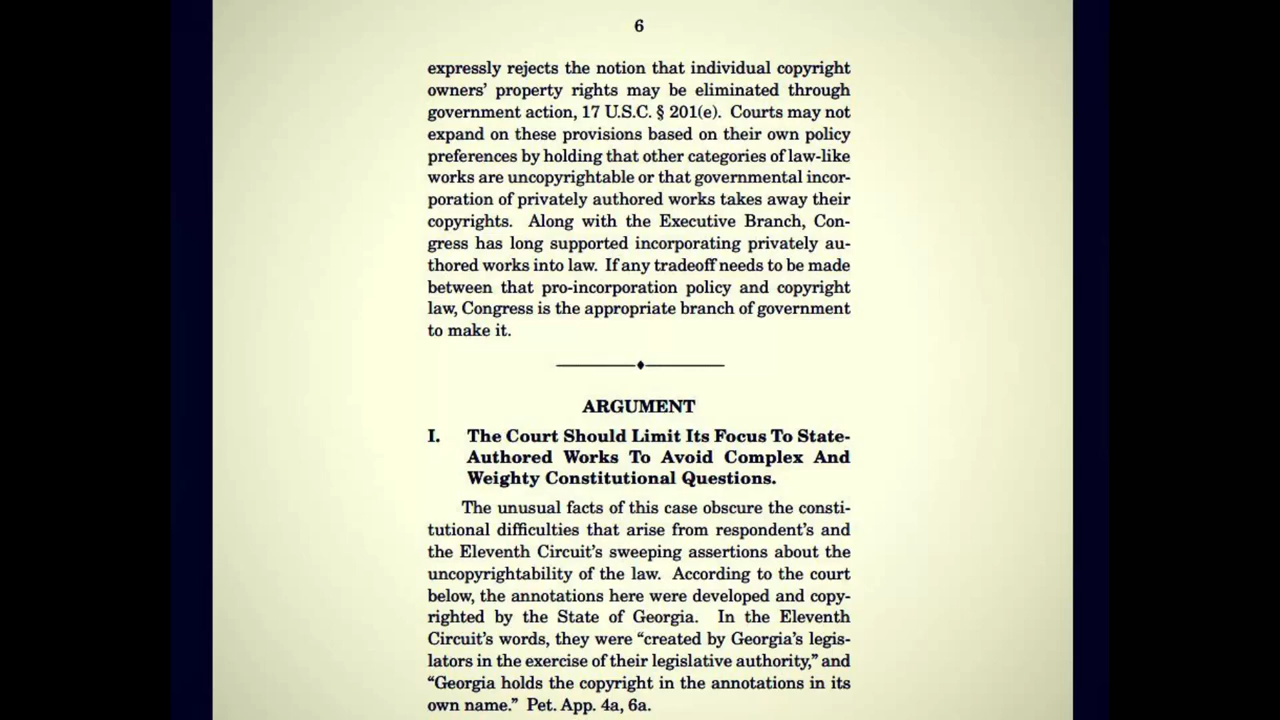 6
expressly rejects the notion that individual copyright
owners’ property rights may be eliminated through
government action, 17 U.S.C. § 201(e). Courts may not
expand on these provisions based on their own policy
preferences by holding that other categories of law-like
works are uncopyrightable or that governmental incor-
poration of privately authored works takes away their
copyrights. Along with the Executive Branch, Con-
gress has long supported incorporating privately au-
thored works into law. If any tradeoff needs to be made
between that pro-incorporation policy and copyright
law, Congress is the appropriate branch of government
to make it.
ARGUMENT
I. The Court Should Limit Its Focus To State-
Authored Works To Avoid Complex And
Weighty Constitutional Questions.
The unusual facts of this case obscure the consti-
tutional difficulties that arise from respondent’s and
the Eleventh Circuit’s sweeping assertions about the
uncopyrightability of the law. According to the court
below, the annotations here were developed and copy-
righted by the State of Georgia. In the Eleventh
Circuit’s words, they were “created by Georgia’s legis-
lators in the exercise of their legislative authority,” and
“Georgia holds the copyright in the annotations in its
own name.” Pet. App. 4a, 6a.